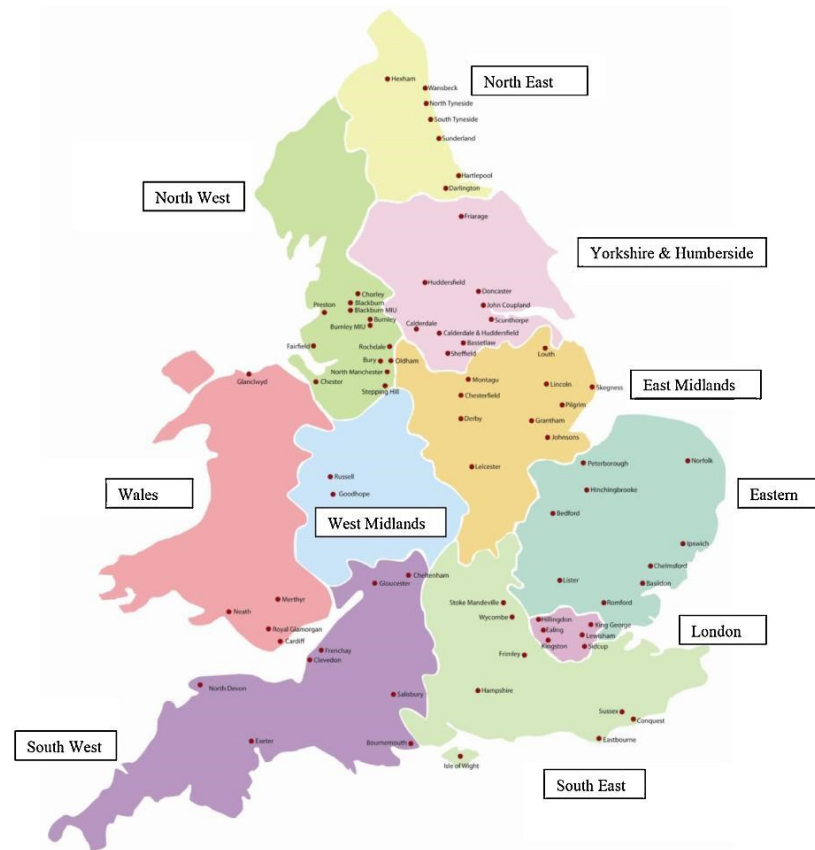 Hexham
North East
Wansbeck
North Tyneside
South Tyneside
Sunderland
Hartlepool
Darlington
North West
Friarage
Yorkshire & Humberside
Huddersfield
Doncaster
Chorley
Blackburn
John Coupland
Preston
Blackburn MIU
Burnley
Scunthorpe
Burnley MIU
Calderdale
Calderdale & Huddersfield
Bassetlaw
Fairfield
Rochdale
Sheffield
Louth
Bury
Oldham
Glanclwyd
North Manchester
Chester
Stepping Hill
Montagu
Lincoln
Skegness
East Midlands
Chesterfield
Pilgrim
Derby
Grantham
Johnsons
Leicester
Peterborough
Norfolk
Russell
Goodhope
Hinchingbrooke
Wales
West Midlands
Eastern
Bedford
Ipswich
Chelmsford
Cheltenham
Gloucester
Lister
Basildon
Merthyr
Neath
Stoke Mandeville
Romford
Wycombe
Hillingdon
King George
London
Royal Glamorgan
Ealing
Lewisham
Cardiff
Kingston
Sidcup
Frenchay
Clevedon
Frimley
North Devon
Salisbury
Hampshire
Sussex
Conquest
South West
Exeter
Bournemouth
Eastbourne
Isle of Wight
South East